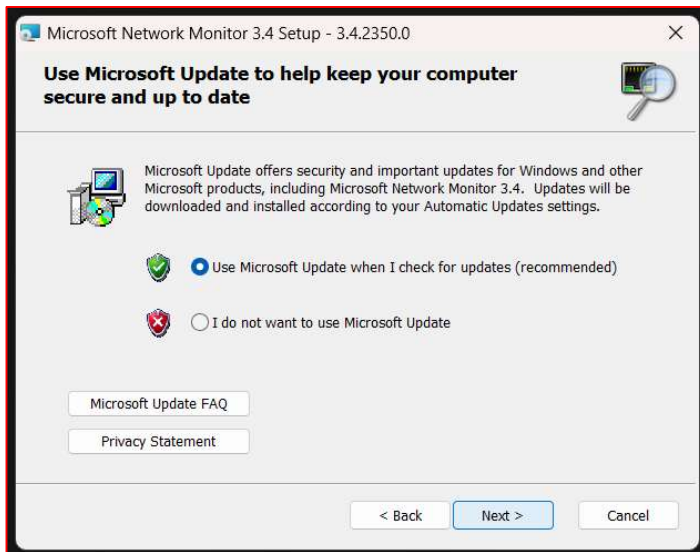 Microsoft Network Monitor 3.4 Setup - 3.4.2350.0
Use Microsoft Update to help keep your computer
secure and up to date
Microsoft Update offers security and important updates for Windows and other
Microsoft products, including Microsoft Network Monitor 3.4.  Updates will be
downloaded and installed according to your Automatic Updates settings.
Use Microsoft Update when I check for updates (recommended)
I do not want to use Microsoft Update
Microsoft Update FAQ
Privacy Statement
< Back
Next >
Cancel